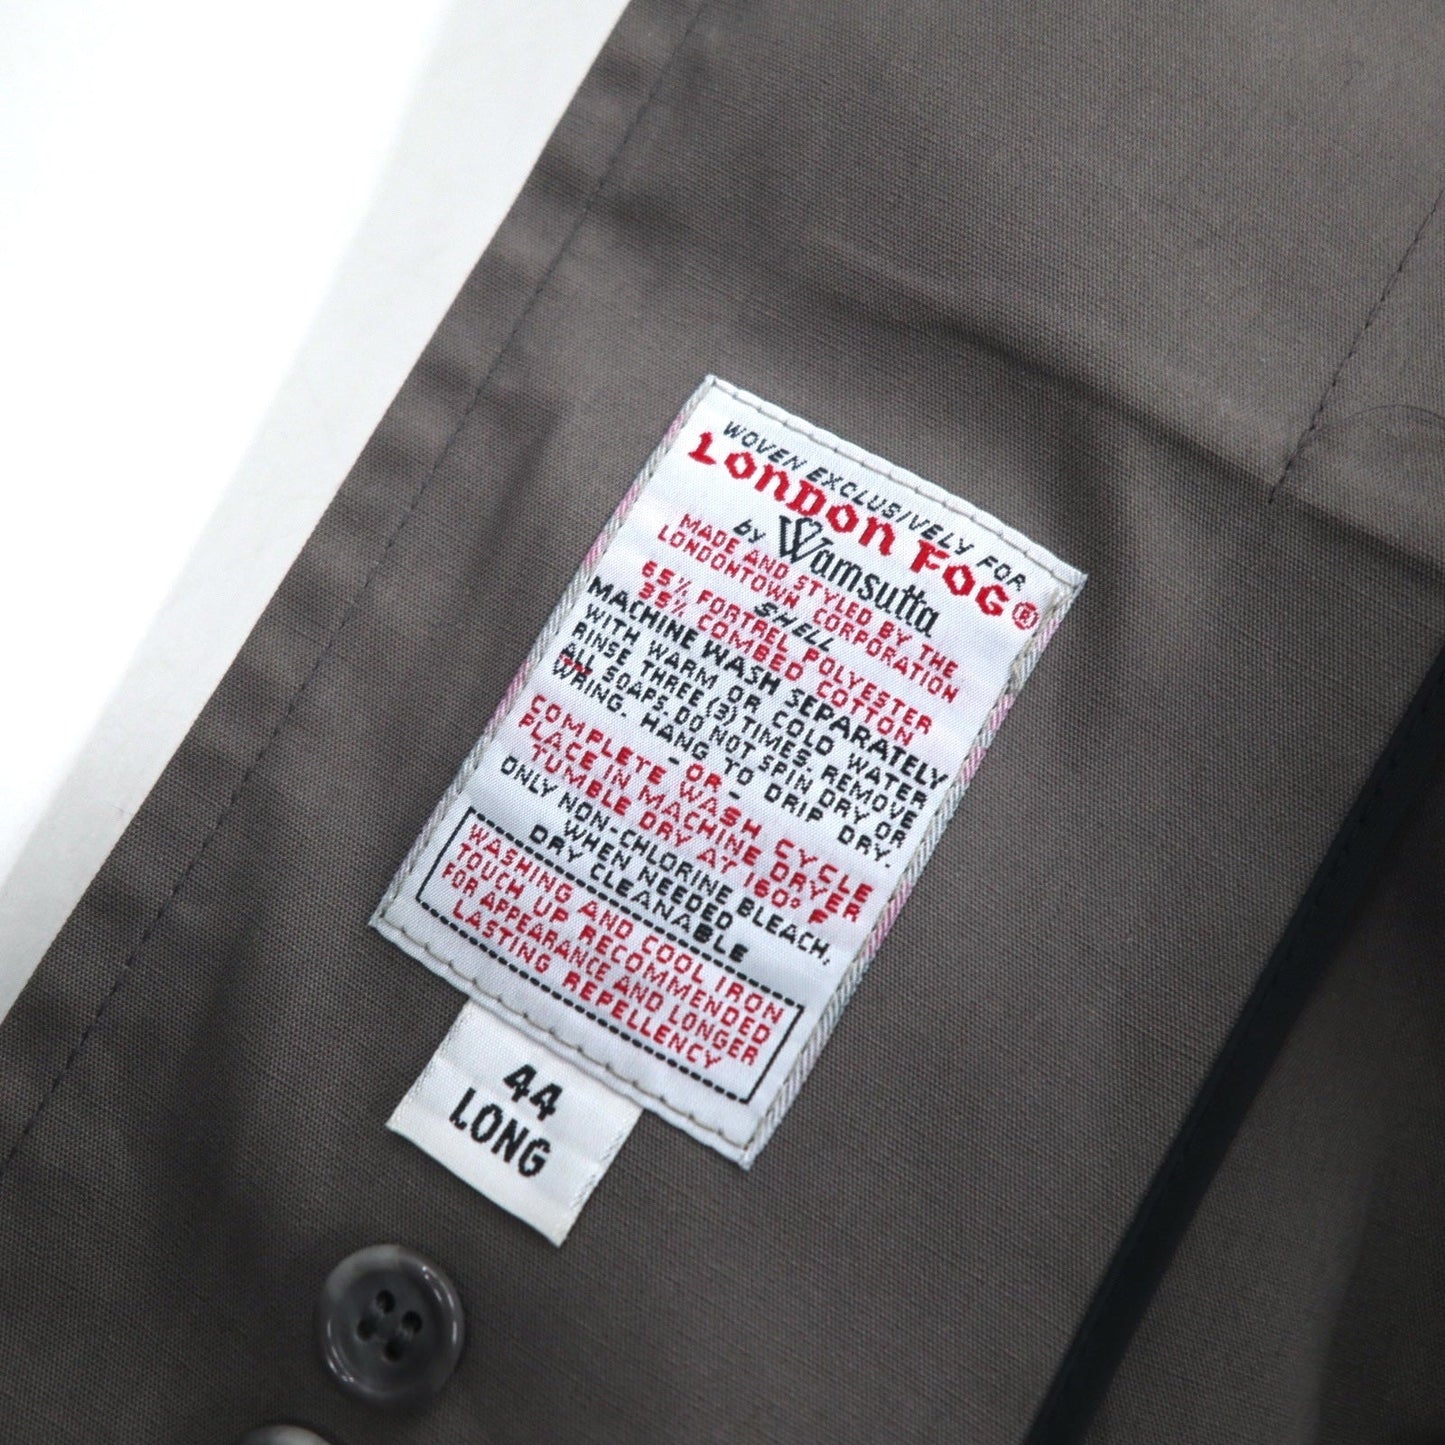 WOVEN EXCLUSIVELY FOR
LONDON FOG®
by Wamsutta
MADE AND STYLED BY THE
LONDONTOWN CORPORATION
SHELL
65% FORTREL POLYESTER
35% COMBED COTTON
MACHINE WASH SEPARATELY
WITH WARM OR COLD WATER
RINSE THREE (3) TIMES REMOVE
ALL SOAPS. DO NOT SPIN DRY OR
WRING. HANG TO DRIP DRY.
-OR-
COMPLETE WASH CYCLE
PLACE IN MACHINE DRYER
TUMBLE DRY AT 160° F
ONLY NON-CHLORINE BLEACH,
WHEN NEEDED
DRY CLEANABLE
WASHING AND COOL IRON
TOUCH UP RECOMMENDED
FOR APPEARANCE AND LONGER
LASTING REPELLENCY
44
LONG